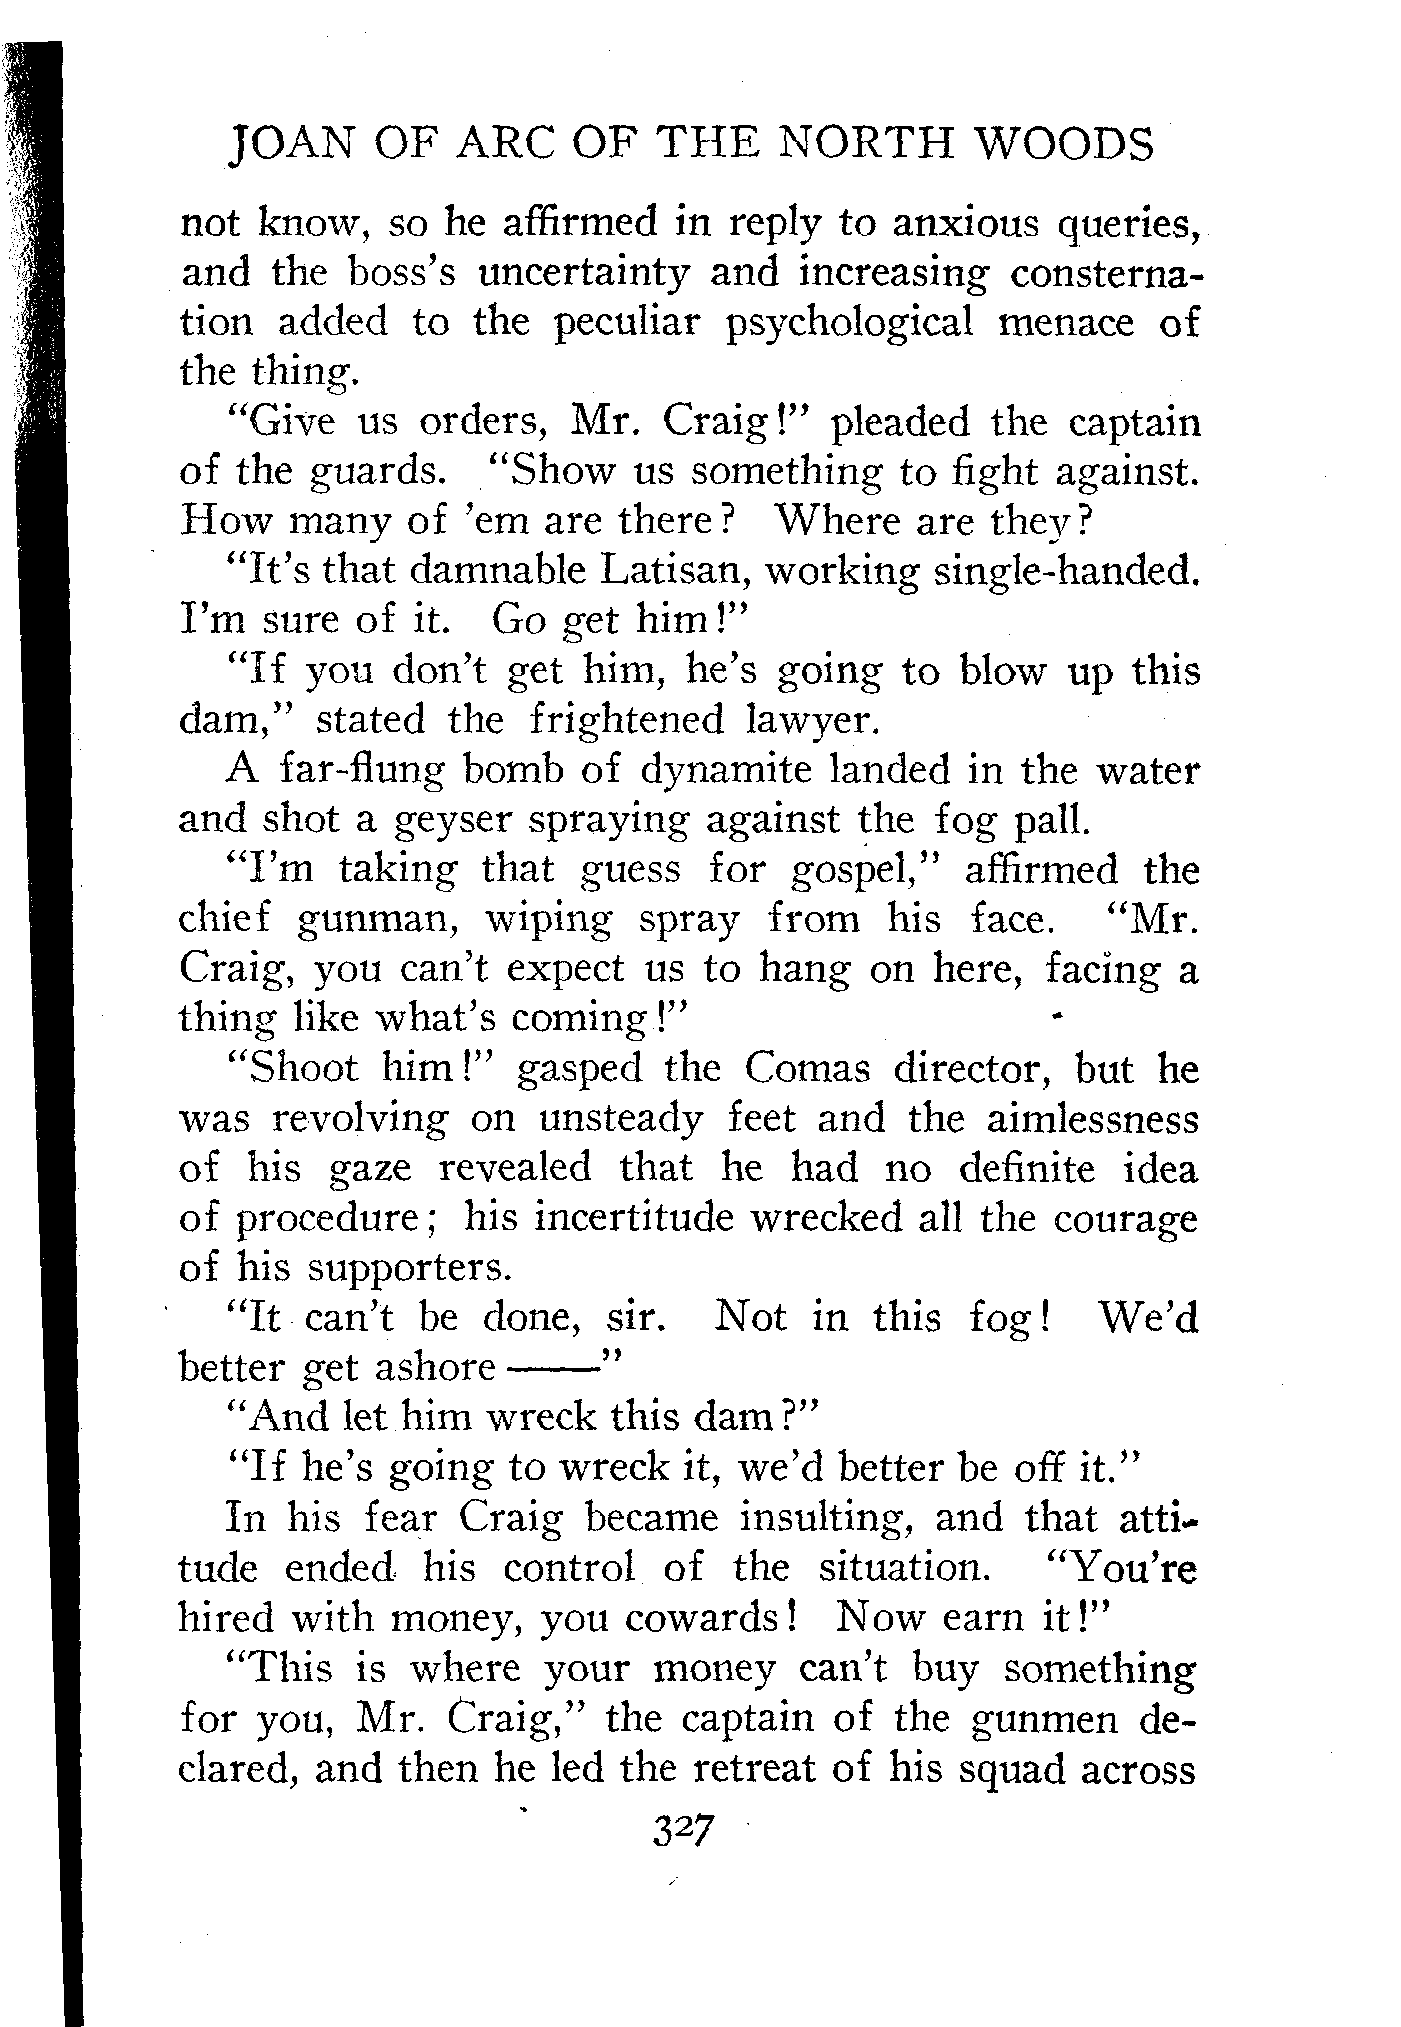 JOAN OF ARC OF THE NORTH WOODS
not know, so he affirmed in reply to anxious queries,
and the boss's uncertainty and increasing consterna-
tion added to the peculiar psychological menace of
the thing.
"Give us orders, Mr. Craig!" pleaded the captain
of the guards. "Show us something to fight against.
How many of 'em are there? Where are they?
"It's that damnable Latisan, working single-handed.
I'm sure of it. Go get him!"
"If you don't get him, he's going to blow up this
dam," stated the frightened lawyer.
A far-flung bomb of dynamite landed in the water
and shot a geyser spraying against the fog pall.
"I'm taking that guess for gospel," affirmed the
chief gunman, wiping spray from his face. "Mr.
Craig, you can't expect us to hang on here, facing a
thing like what's coming!"
"Shoot him!" gasped the Comas director, but he
was revolving on unsteady feet and the aimlessness
of his gaze revealed that he had no definite idea
of procedure; his incertitude wrecked all the courage
of his supporters.
"It can't be done, sir. Not in this fog! We'd
better get ashore ——"
"And let him wreck this dam?"
"If he's going to wreck it, we'd better be off it."
In his fear Craig became insulting, and that atti-
tude ended his control of the situation. "You're
hired with money, you cowards! Now earn it!"
"This is where your money can't buy something
for you, Mr. Craig," the captain of the gunmen de-
clared, and then he led the retreat of his squad across
327